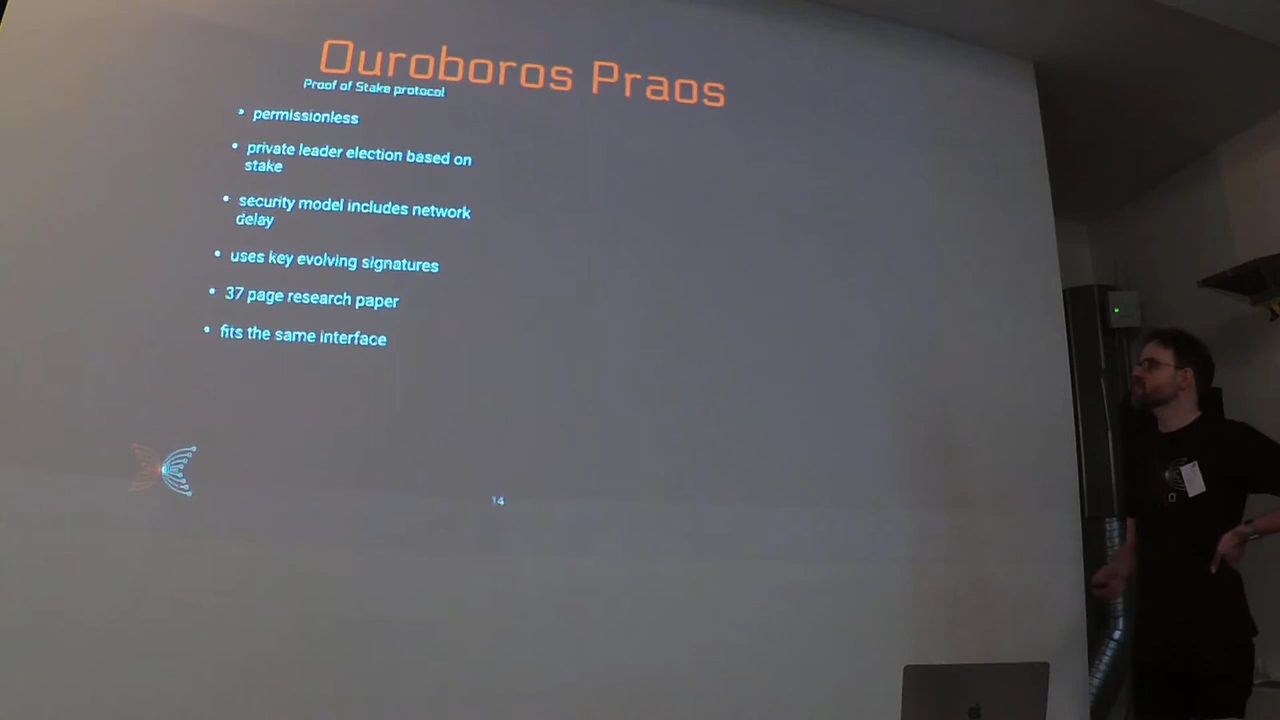 Ouroboros Praos
Proof of Stake protocol
• permissionless
• private leader election based on
stake
• security model includes network
delay
• uses key evolving signatures
• 37 page research paper
• fits the same interface
14